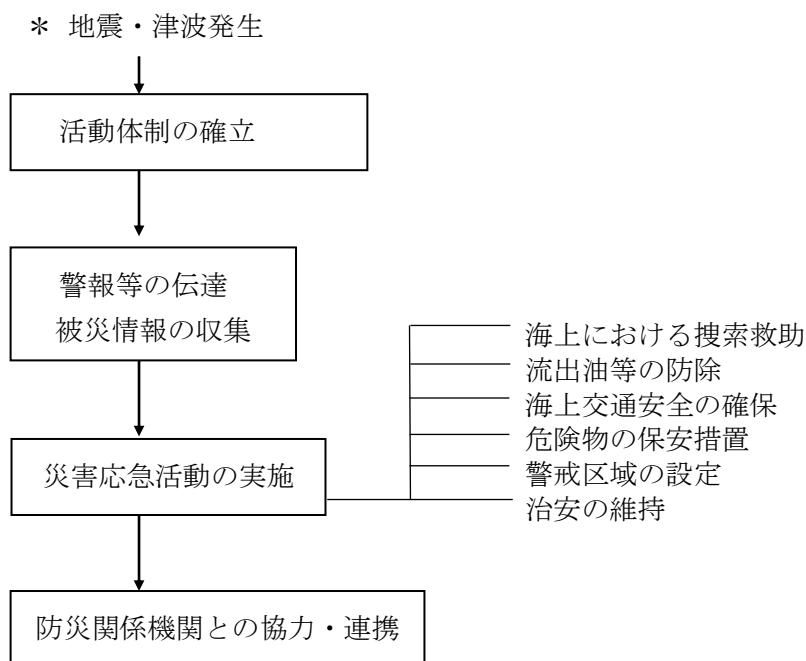 ＊ 地震・津波発生
活動体制の確立
警報等の伝達
被災情報の収集
災害応急活動の実施
海上における捜索救助
流出油等の防除
海上交通安全の確保
危険物の保安措置
警戒区域の設定
治安の維持
防災関係機関との協力・連携